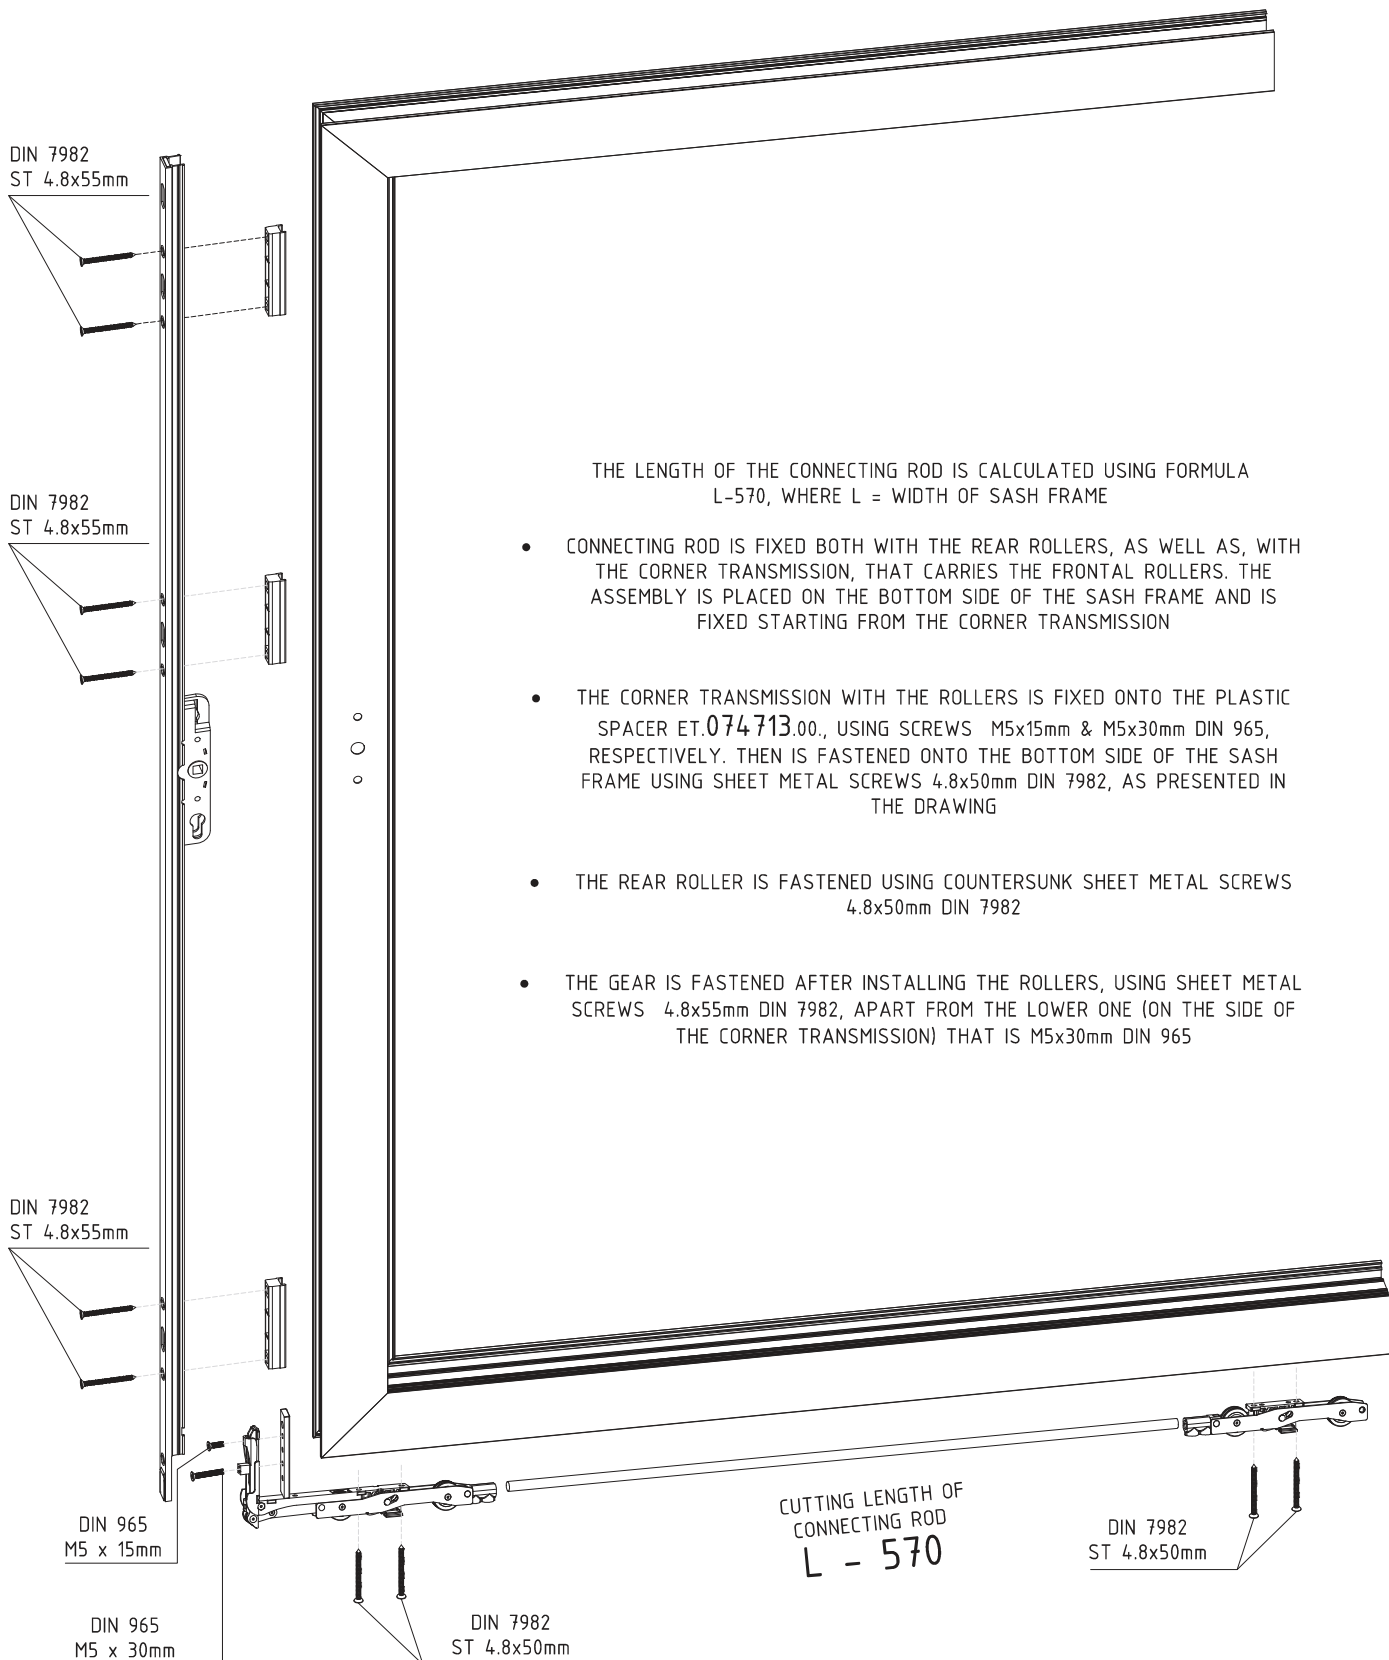 DIN 7982
ST 4.8x55mm
THE LENGTH OF THE CONNECTING ROD IS CALCULATED USING FORMULA
L-570, WHERE L = WIDTH OF SASH FRAME
DIN 7982
ST 4.8x55mm
• CONNECTING ROD IS FIXED BOTH WITH THE REAR ROLLERS, AS WELL AS, WITH
THE CORNER TRANSMISSION, THAT CARRIES THE FRONTAL ROLLERS. THE
ASSEMBLY IS PLACED ON THE BOTTOM SIDE OF THE SASH FRAME AND IS
FIXED STARTING FROM THE CORNER TRANSMISSION
• THE CORNER TRANSMISSION WITH THE ROLLERS IS FIXED ONTO THE PLASTIC
SPACER ET.074713.00., USING SCREWS M5x15mm & M5x30mm DIN 965,
RESPECTIVELY. THEN IS FASTENED ONTO THE BOTTOM SIDE OF THE SASH
FRAME USING SHEET METAL SCREWS 4.8x50mm DIN 7982, AS PRESENTED IN
THE DRAWING
• THE REAR ROLLER IS FASTENED USING COUNTERSUNK SHEET METAL SCREWS
4.8x50mm DIN 7982
• THE GEAR IS FASTENED AFTER INSTALLING THE ROLLERS, USING SHEET METAL
SCREWS 4.8x55mm DIN 7982, APART FROM THE LOWER ONE (ON THE SIDE OF
THE CORNER TRANSMISSION) THAT IS M5x30mm DIN 965
DIN 7982
ST 4.8x55mm
CUTTING LENGTH OF
CONNECTING ROD
L - 570
DIN 965
M5 x 15mm
DIN 7982
ST 4.8x50mm
DIN 965
M5 x 30mm
DIN 7982
ST 4.8x50mm